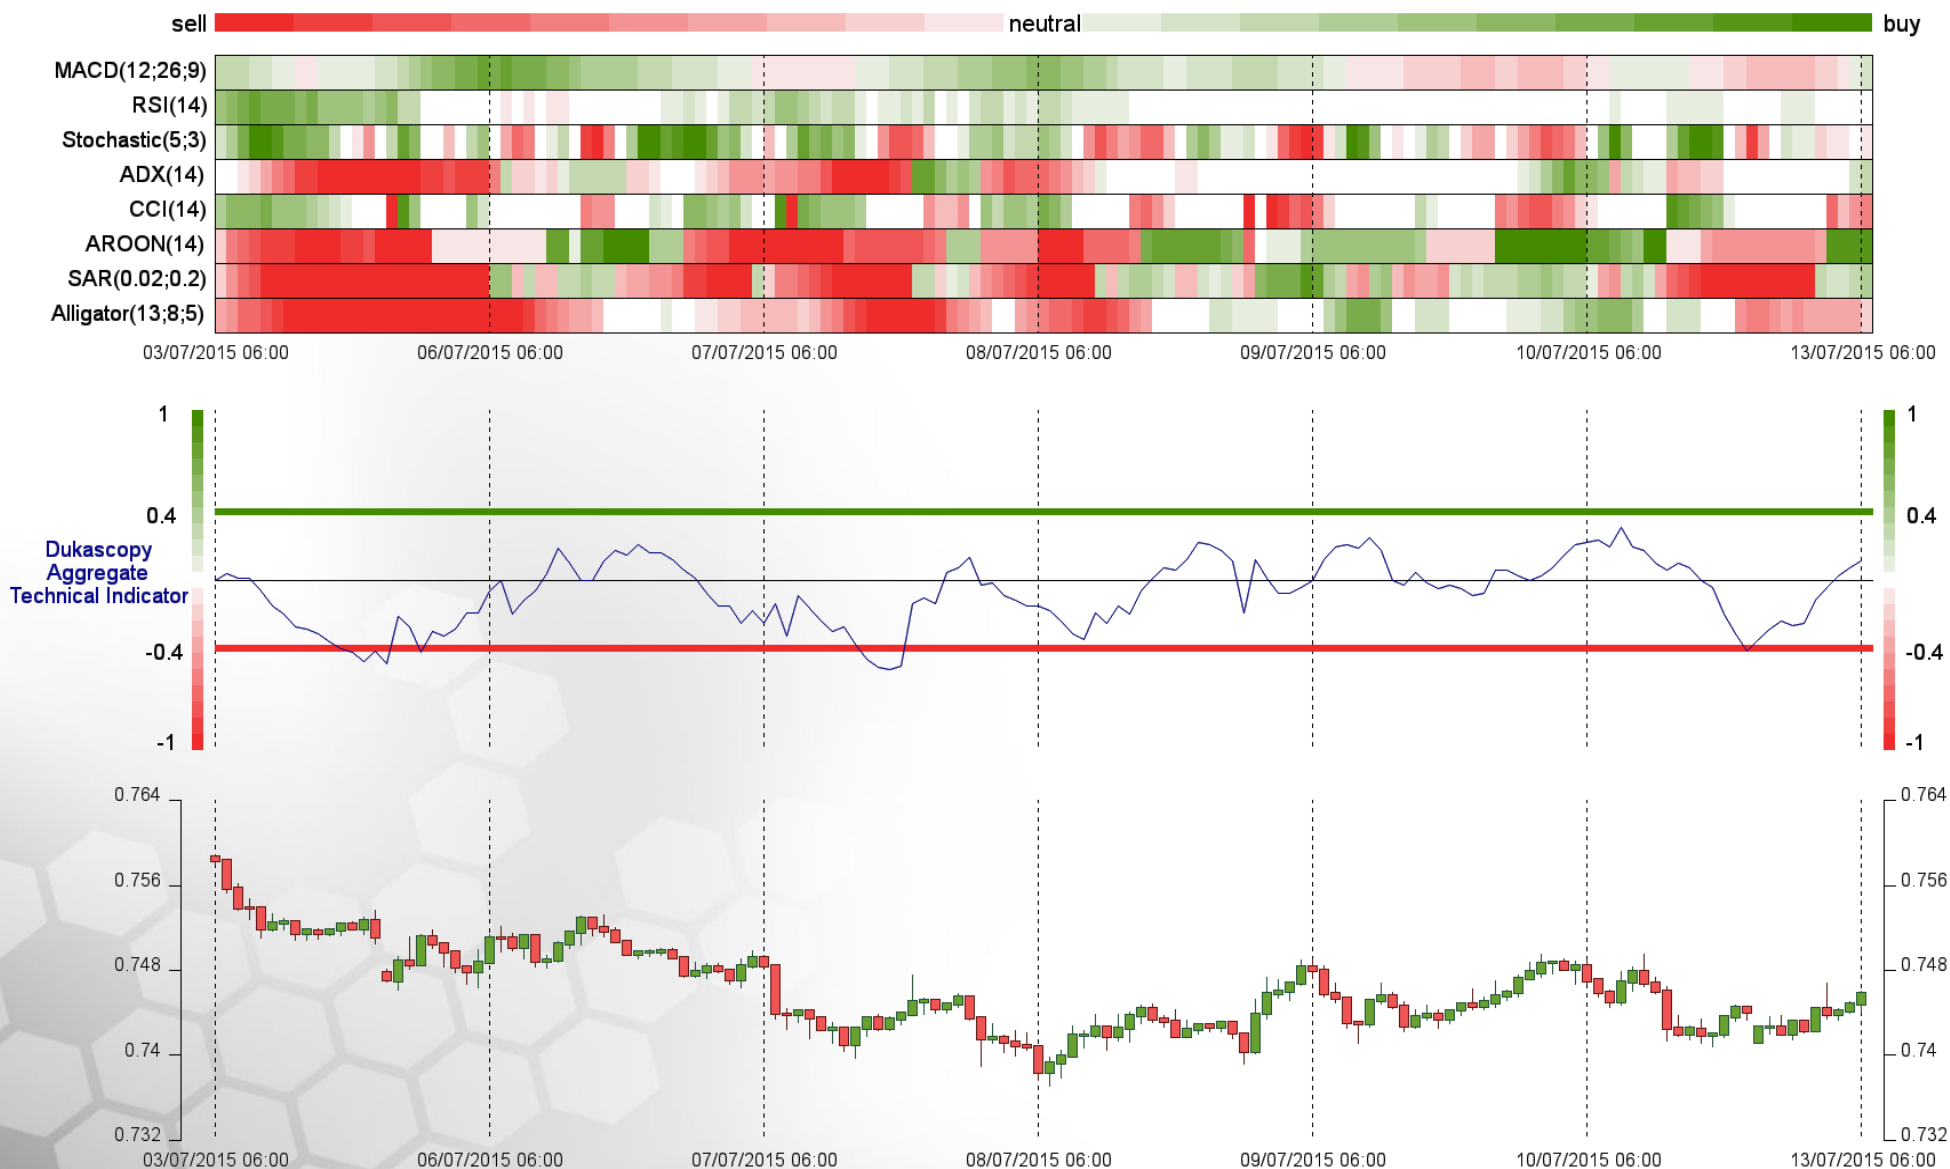 sell neutral buy
MACD(12;26;9)
RSI(14)
Stochastic(5;3)
ADX(14)
CCI(14)
AROON(14)
SAR(0.02;0.2)
Alligator(13;8;5)
03/07/2015 06:00 06/07/2015 06:00 07/07/2015 06:00 08/07/2015 06:00 09/07/2015 06:00 10/07/2015 06:00 13/07/2015 06:00
1 1
0.4 0.4
Dukascopy
Aggregate
Technical Indicator
-0.4 -0.4
-1 -1
0.764 0.764
0.756 0.756
0.748 0.748
0.74 0.74
0.732 0.732
03/07/2015 06:00 06/07/2015 06:00 07/07/2015 06:00 08/07/2015 06:00 09/07/2015 06:00 10/07/2015 06:00 13/07/2015 06:00